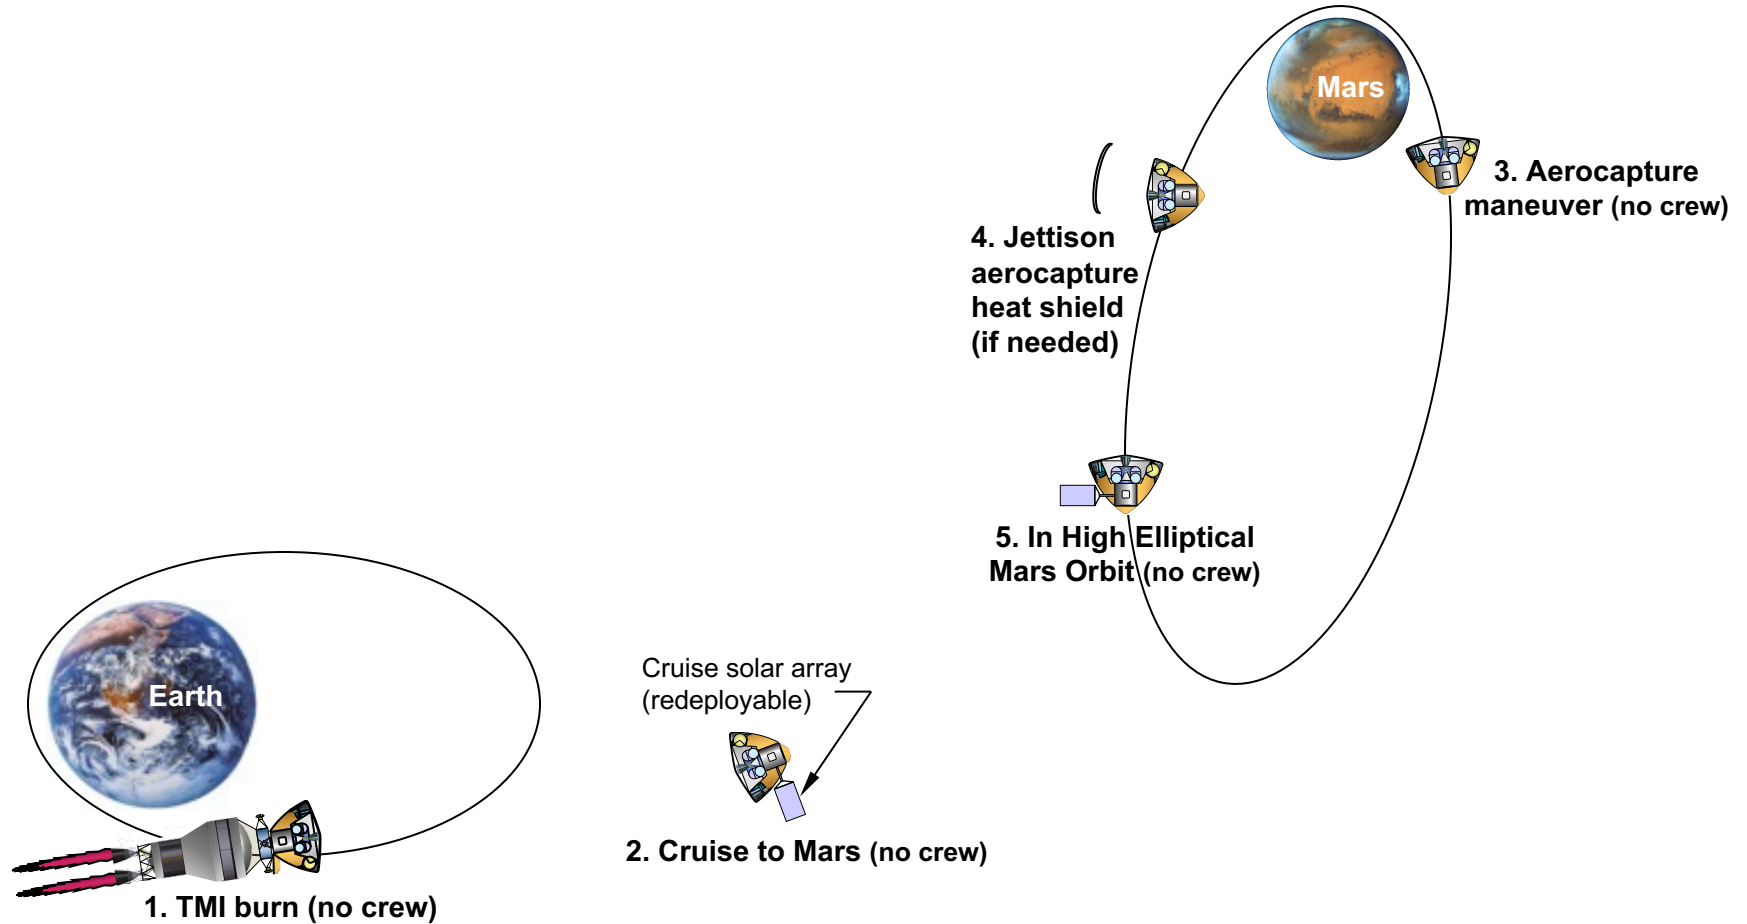 Mars
3. Aerocapture
maneuver (no crew)
4. Jettison
aerocapture
heat shield
(if needed)
5. In High Elliptical
Mars Orbit (no crew)
Earth
Cruise solar array
(redeployable)
2. Cruise to Mars (no crew)
1. TMI burn (no crew)